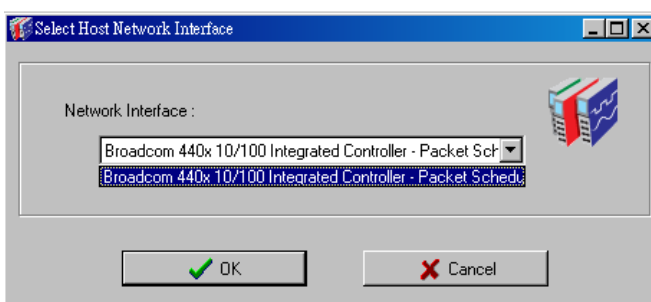 Select Host Network Interface
Network Interface :
Broadcom 440x 10/100 Integrated Controller - Packet Sch
Broadcom 440x 10/100 Integrated Controller - Packet Schedu
OK
Cancel